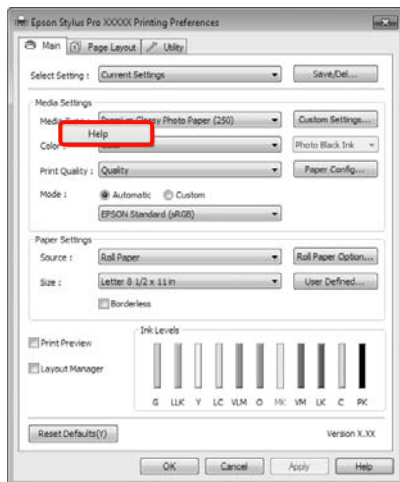 Epson Stylus Pro XXXXX Printing Preferences
Main Page Layout Utility
Select Setting : Current Settings Save/Del...
Media Settings
Media Premium Glossy Photo Paper (250) Custom Settings...
Help
Color : Photo Black Ink
Print Quality : Quality Paper Config...
Mode : Automatic Custom
EPSON Standard (sRGB)
Paper Settings
Source : Roll Paper Roll Paper Option...
Size : Letter 8 1/2 x 11 in User Defined...
Borderless
Print Preview
Layout Manager
Ink Levels
G LLK Y LC VLM O MK VM LK C PK
Reset Defaults(Y) Version X.XX
OK Cancel Apply Help